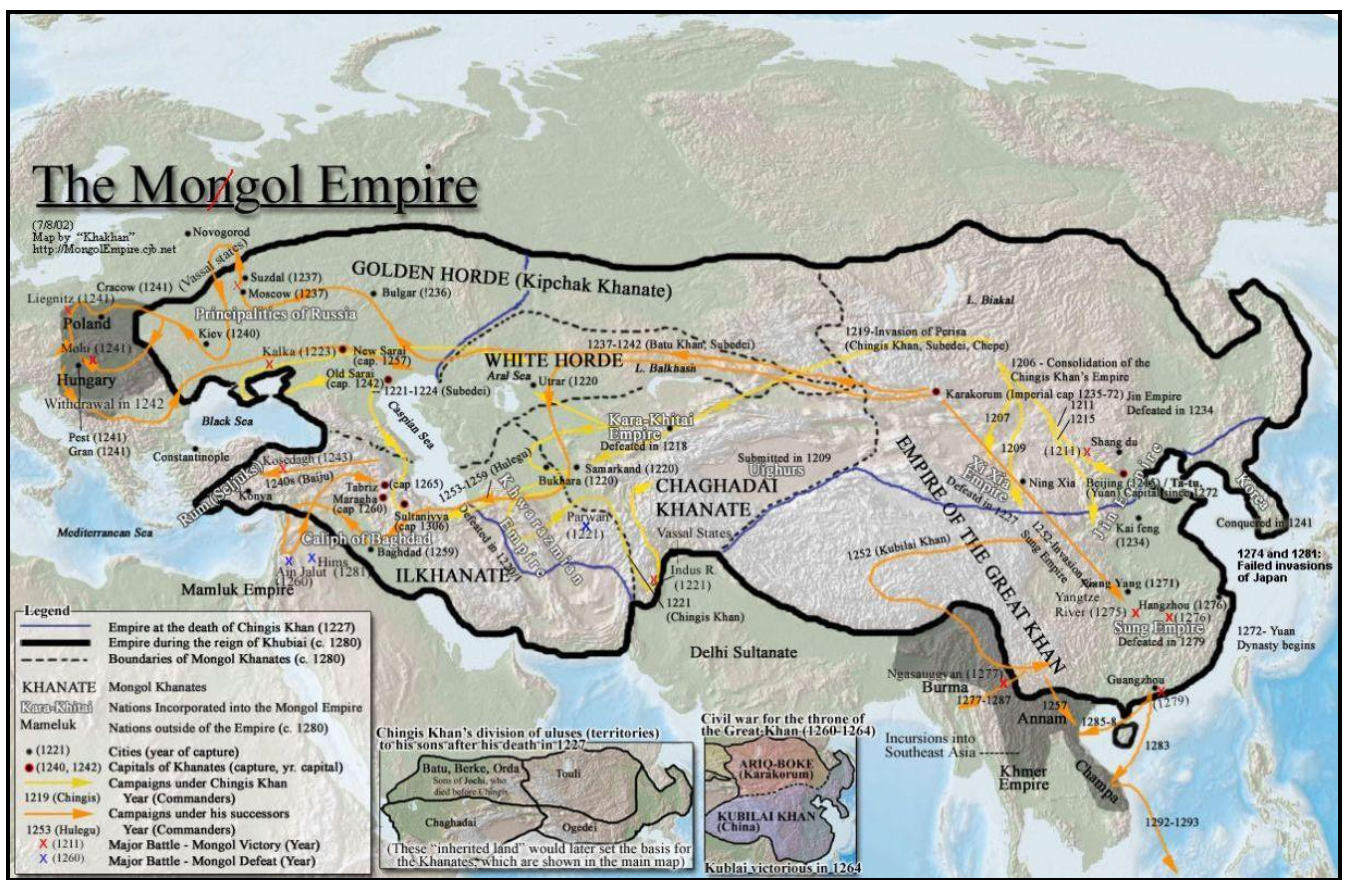 The Mongol Empire
(7/8/02)
Map by "Khakhan"
http://MongolEmpire.cjb.net
Novogorod
(Vassal states)
Suzdal (1237)
Moscow (1237)
Cracow (1241)
Liegnitz (1241)
Poland
Mohi (1241)
Hungary
Withdrawal in 1242
Pest (1241)
Gran (1241)
Kiev (1240)
Principalities of Russia
GOLDEN HORDE (Kipchak Khanate)
Bulgar (!236)
Kalka (1223)
New Sarai
(cap. 1257)
Old Sarai
(cap. 1242)
1221-1224 (Subedei)
Black Sea
Caspian Sea
Constantinople
WHITE HORDE
Aral Sea
L. Balkhash
Utrar (1220
1237-1242 (Batu Khan, Subedei)
1219-Invasion of Perisa
(Chingis Khan, Subedei, Chepe)
L. Biakal
1206 - Consolidation of the
Chingis Khan's Empire
Karakorum (Imperial cap 1235-72)
Jin Empire
Defeated in 1234
1207
1209
1211
1215
(1211)
Shang du
Kara-Khitai
Empire
Defeated in 1218
Submitted in 1209
Uighurs
Samarkand (1220)
Bukhara (1220)
1253-1259 (Hulegu)
Khwarazmian
Empire
Defeated in 1220/1
Parwan
(1221)
CHAGHADAI
KHANATE
Vassal States
Indus R.
(1221)
1221
(Chingis Khan)
Kosedagh (1243)
1240s (Baiju)
Rum (Seljuks)
Konya
Tabriz
(cap 1265)
Maragha
(cap 1260)
Sultaniyya
(cap 1306)
Caliph of Baghdad
Baghdad (1259)
ILKHANATE
Mediterranean Sea
Hims
(1281)
Ain Jalut
(1260)
Mamluk Empire
Delhi Sultanate
EMPIRE OF THE GREAT KHAN
Xi Xia
Empire
Defeatd in 1227
Ning Xia
Beijing (1215) / Ta-tu,
(Yuan) Capital since 1272
Jin Empire
Kai feng
(1234)
Korea
Conquered in 1241
1274 and 1281:
Failed invasions
of Japan
1252 (Kubilai Khan)
1252-Invasion
Sung Empire
Xiang Yang (1271)
Yangtze
River (1275)
Hangzhou (1276)
(1276)
Sung Empire
Defeated in 1279
1272- Yuan
Dynasty begins
Guangzhou
(1279)
Ngasaunggyan (1277)
Burma
1277-1287
1257
Annam
1285-8
1283
Incursions into
Southeast Asia
Khmer
Empire
Champa
1292-1293
Legend
Empire at the death of Chingis Khan (1227)
Empire during the reign of Khubiai (c. 1280)
Boundaries of Mongol Khanates (c. 1280)
KHANATE Mongol Khanates
Kara-Khitai Nations Incorporated into the Mongol Empire
Mameluk Nations outside of the Empire (c. 1280)
(1221) Cities (year of capture)
(1240, 1242) Capitals of Khanates (capture, yr. capital)
Campaigns under Chingis Khan
1219 (Chingis) Year (Commanders)
Campaigns under his successors
1253 (Hulegu) Year (Commanders)
X (1211) Major Battle - Mongol Victory (Year)
X (1260) Major Battle - Mongol Defeat (Year)
Chingis Khan's division of uluses (territories)
to his sons after his death in 1227
Batu, Berke, Orda
Sons of Jochi, who
died before Chingis
Touli
Chaghadai
Ogedei
(These "inherited land" would later set the basis for
the Khanates, which are shown in the main map)
Civil war for the throne of
the Great Khan (1260-1264)
ARIQ-BOKE
(Karakorum)
KUBILAI KHAN
(China)
Kublai victorious in 1264